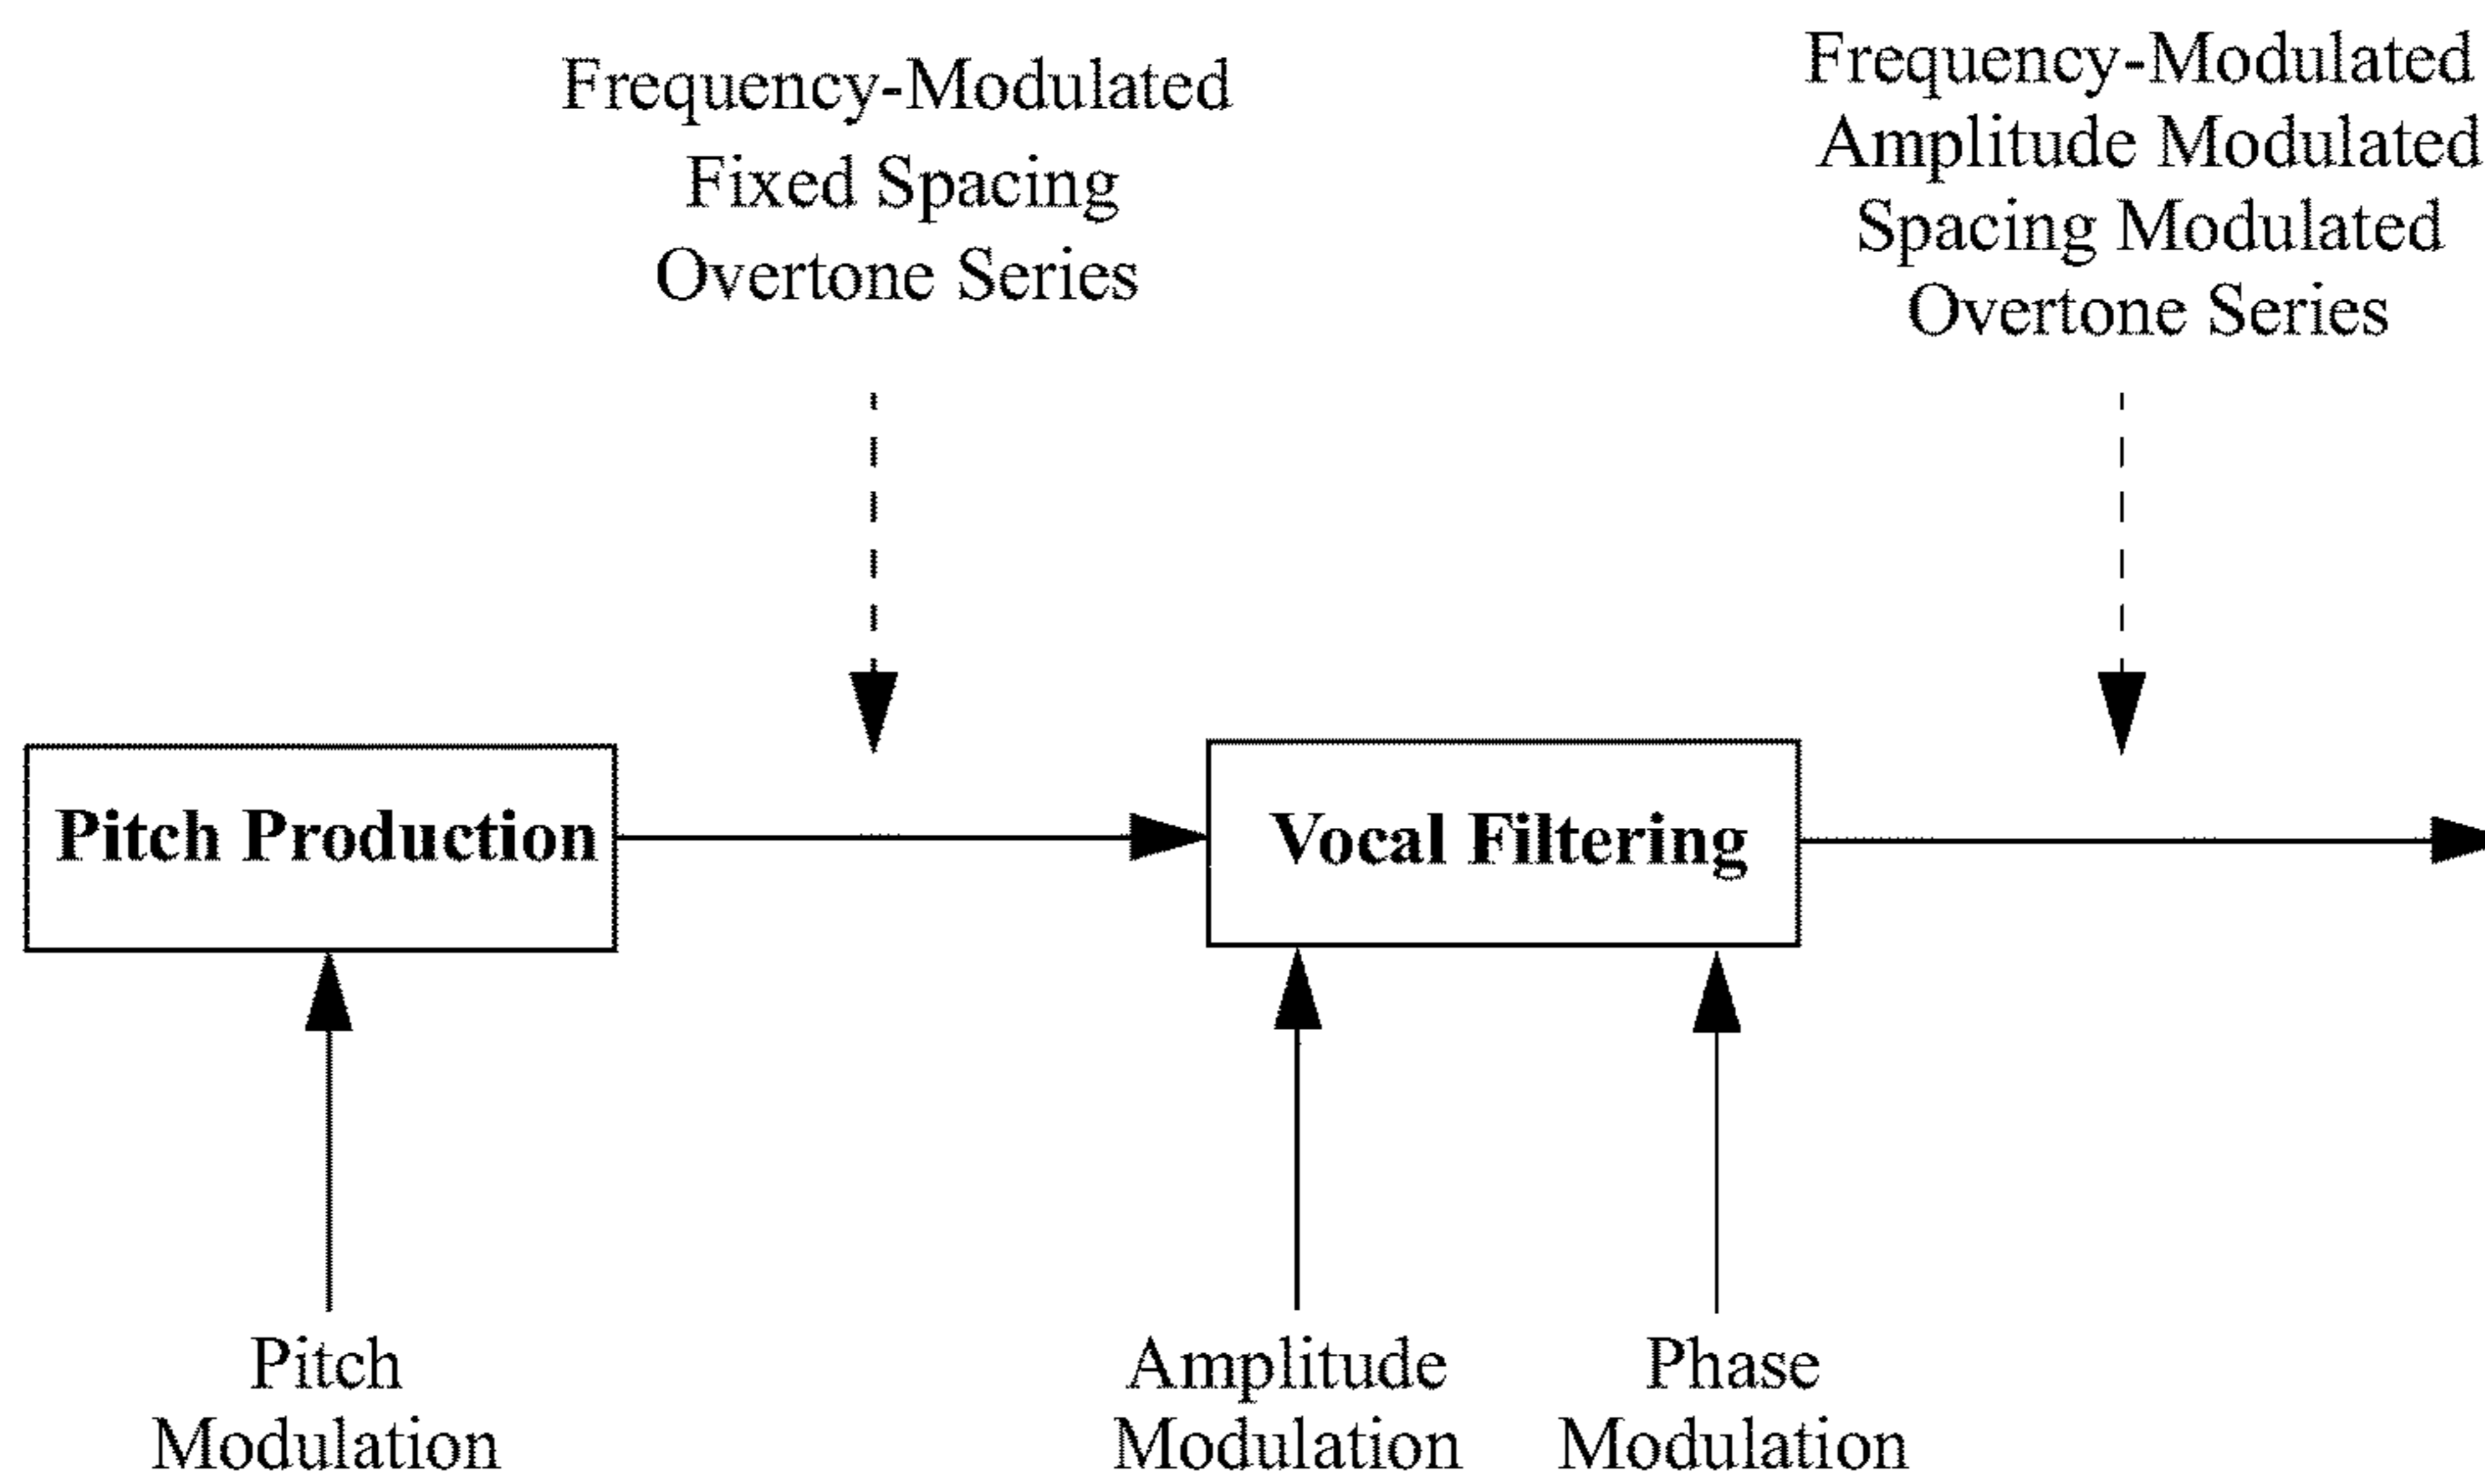 Frequency-Modulated
Fixed Spacing
Overtone Series
Frequency-Modulated
Amplitude Modulated
Spacing Modulated
Overtone Series
Pitch Production
Vocal Filtering
Pitch
Modulation
Amplitude
Modulation
Phase
Modulation